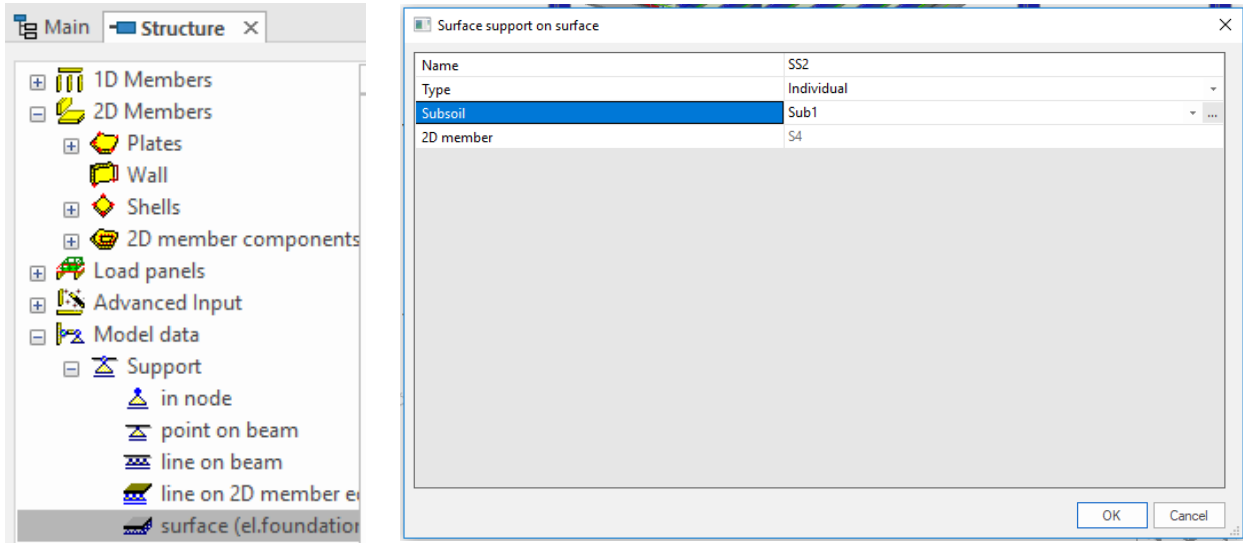 Main
Structure
1D Members
2D Members
Plates
Wall
Shells
2D member components
Load panels
Advanced Input
Model data
Support
in node
point on beam
line on beam
line on 2D member e
surface (el.foundation
Surface support on surface
Name SS2
Type Individual
Subsoil Sub1 ...
2D member S4
OK Cancel